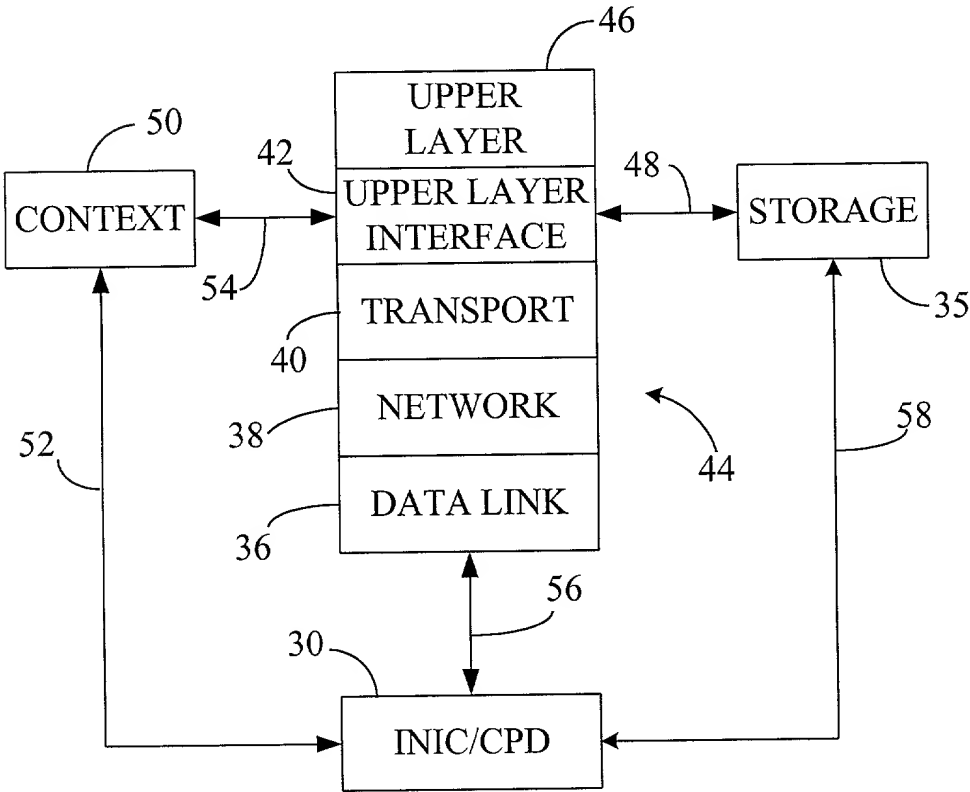 46
UPPER
LAYER
50
42
48
CONTEXT
UPPER LAYER
INTERFACE
STORAGE
54
35
TRANSPORT
40
52
NETWORK
38
58
44
DATA LINK
36
56
30
INIC/CPD